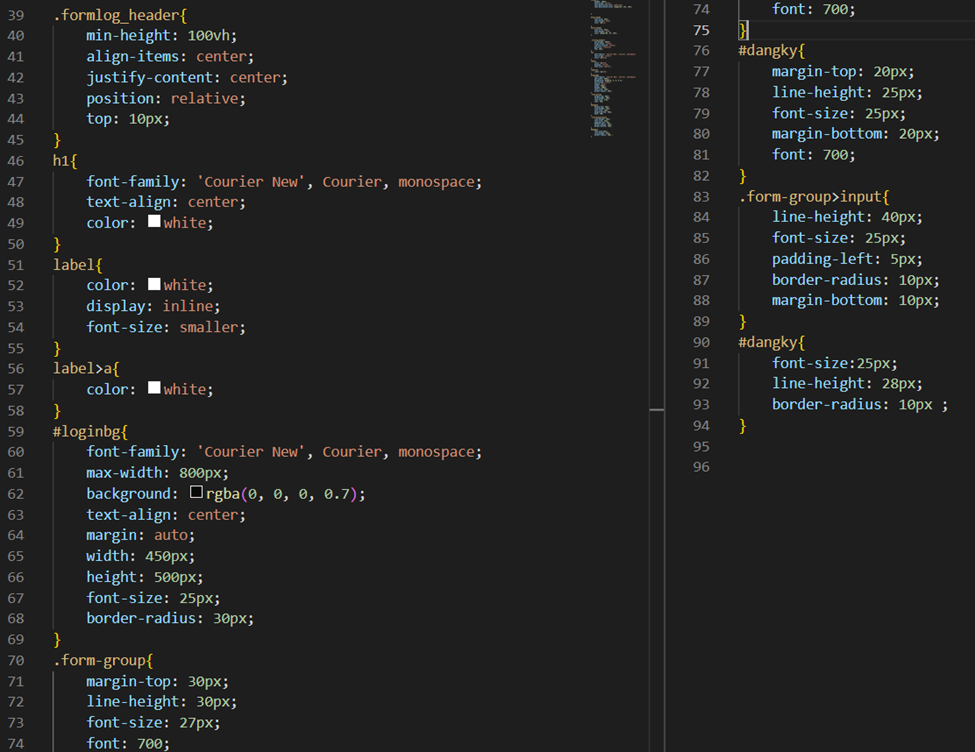 39 .formlog_header{
40 min-height: 100vh;
41 align-items: center;
42 justify-content: center;
43 position: relative;
44 top: 10px;
45 }
46 h1{
47 font-family: 'Courier New', Courier, monospace;
48 text-align: center;
49 color: white;
50 }
51 label{
52 color: white;
53 display: inline;
54 font-size: smaller;
55 }
56 label>a{
57 color: white;
58 }
59 #loginbg{
60 font-family: 'Courier New', Courier, monospace;
61 max-width: 800px;
62 background: rgba(0, 0, 0, 0.7);
63 text-align: center;
64 margin: auto;
65 width: 450px;
66 height: 500px;
67 font-size: 25px;
68 border-radius: 30px;
69 }
70 .form-group{
71 margin-top: 30px;
72 line-height: 30px;
73 font-size: 27px;
74 font: 700;
74 font: 700;
75 }
76 #dangky{
77 margin-top: 20px;
78 line-height: 25px;
79 font-size: 25px;
80 margin-bottom: 20px;
81 font: 700;
82 }
83 .form-group>input{
84 line-height: 40px;
85 font-size: 25px;
86 padding-left: 5px;
87 border-radius: 10px;
88 margin-bottom: 10px;
89 }
90 #dangky{
91 font-size:25px;
92 line-height: 28px;
93 border-radius: 10px ;
94 }
95
96